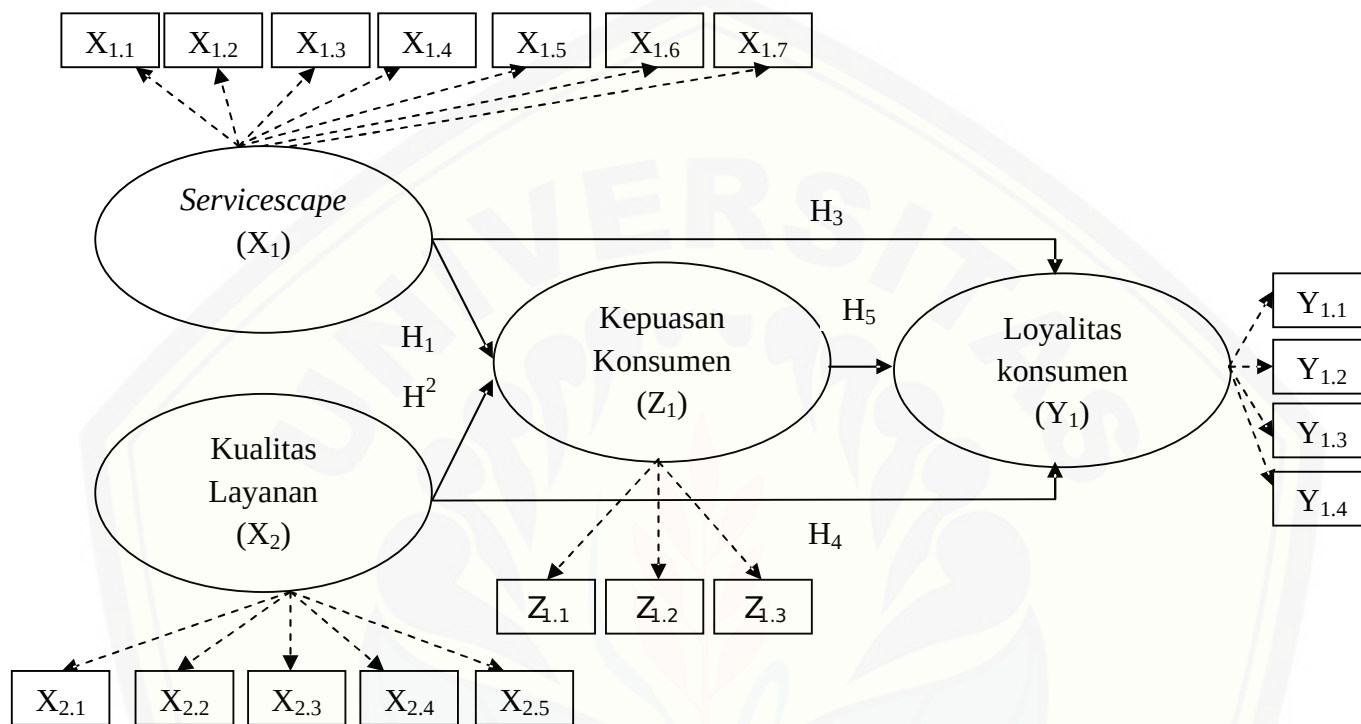 X1.1 X1.2 X1.3 X1.4 X1.5 X1.6 X1.7
UNIVERSITAS
Servicescape
(X1)
H3
Kepuasan
Konsumen
(Z1)
H5
Loyalitas
konsumen
(Y1)
Y1.1
Y1.2
Y1.3
Y1.4
H1
H²
Kualitas
Layanan
(X2)
H4
Z1.1 Z1.2 Z1.3
X2.1 X2.2 X2.3 X2.4 X2.5